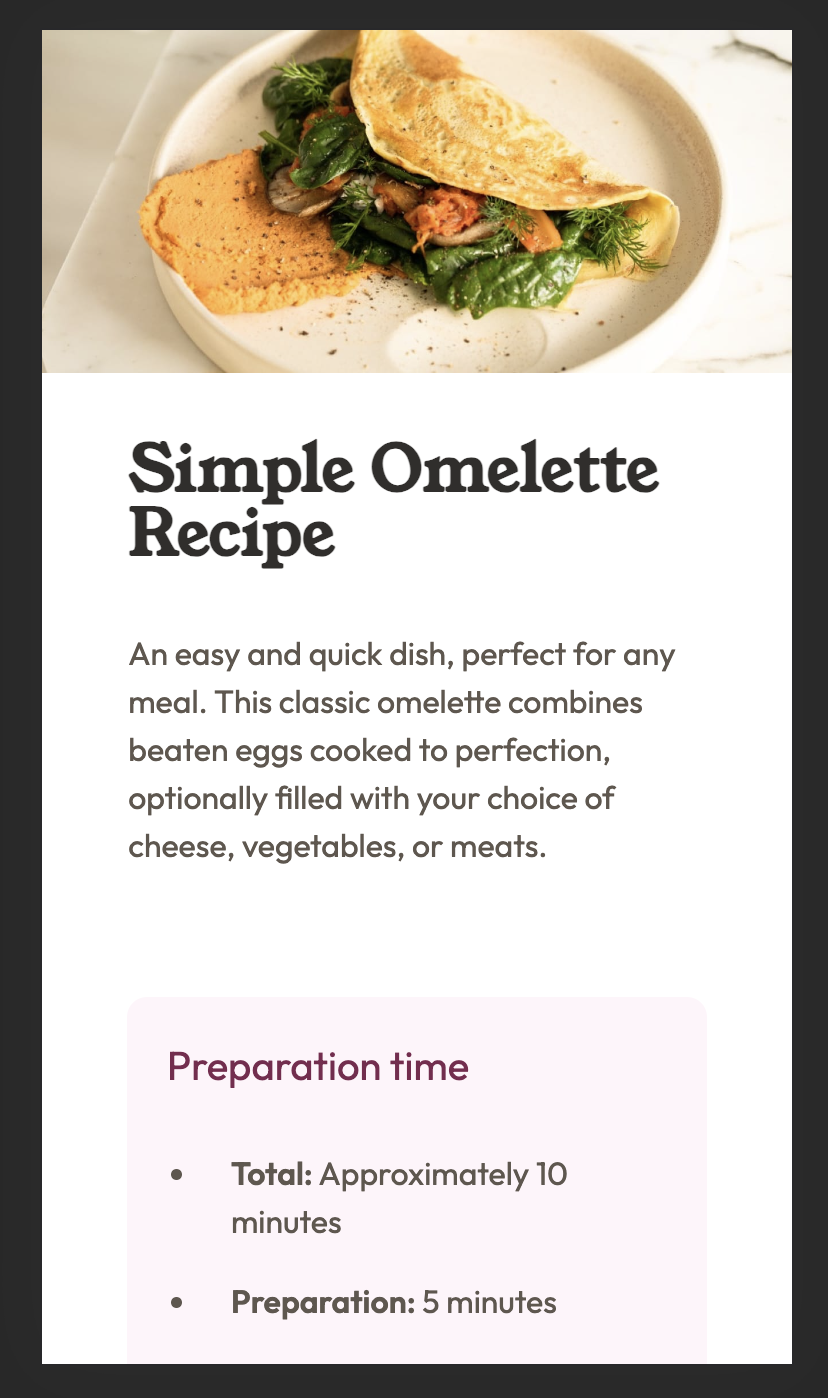 Simple Omelette
Recipe
An easy and quick dish, perfect for any
meal. This classic omelette combines
beaten eggs cooked to perfection,
optionally filled with your choice of
cheese, vegetables, or meats.
Preparation time
• Total: Approximately 10
minutes
• Preparation: 5 minutes